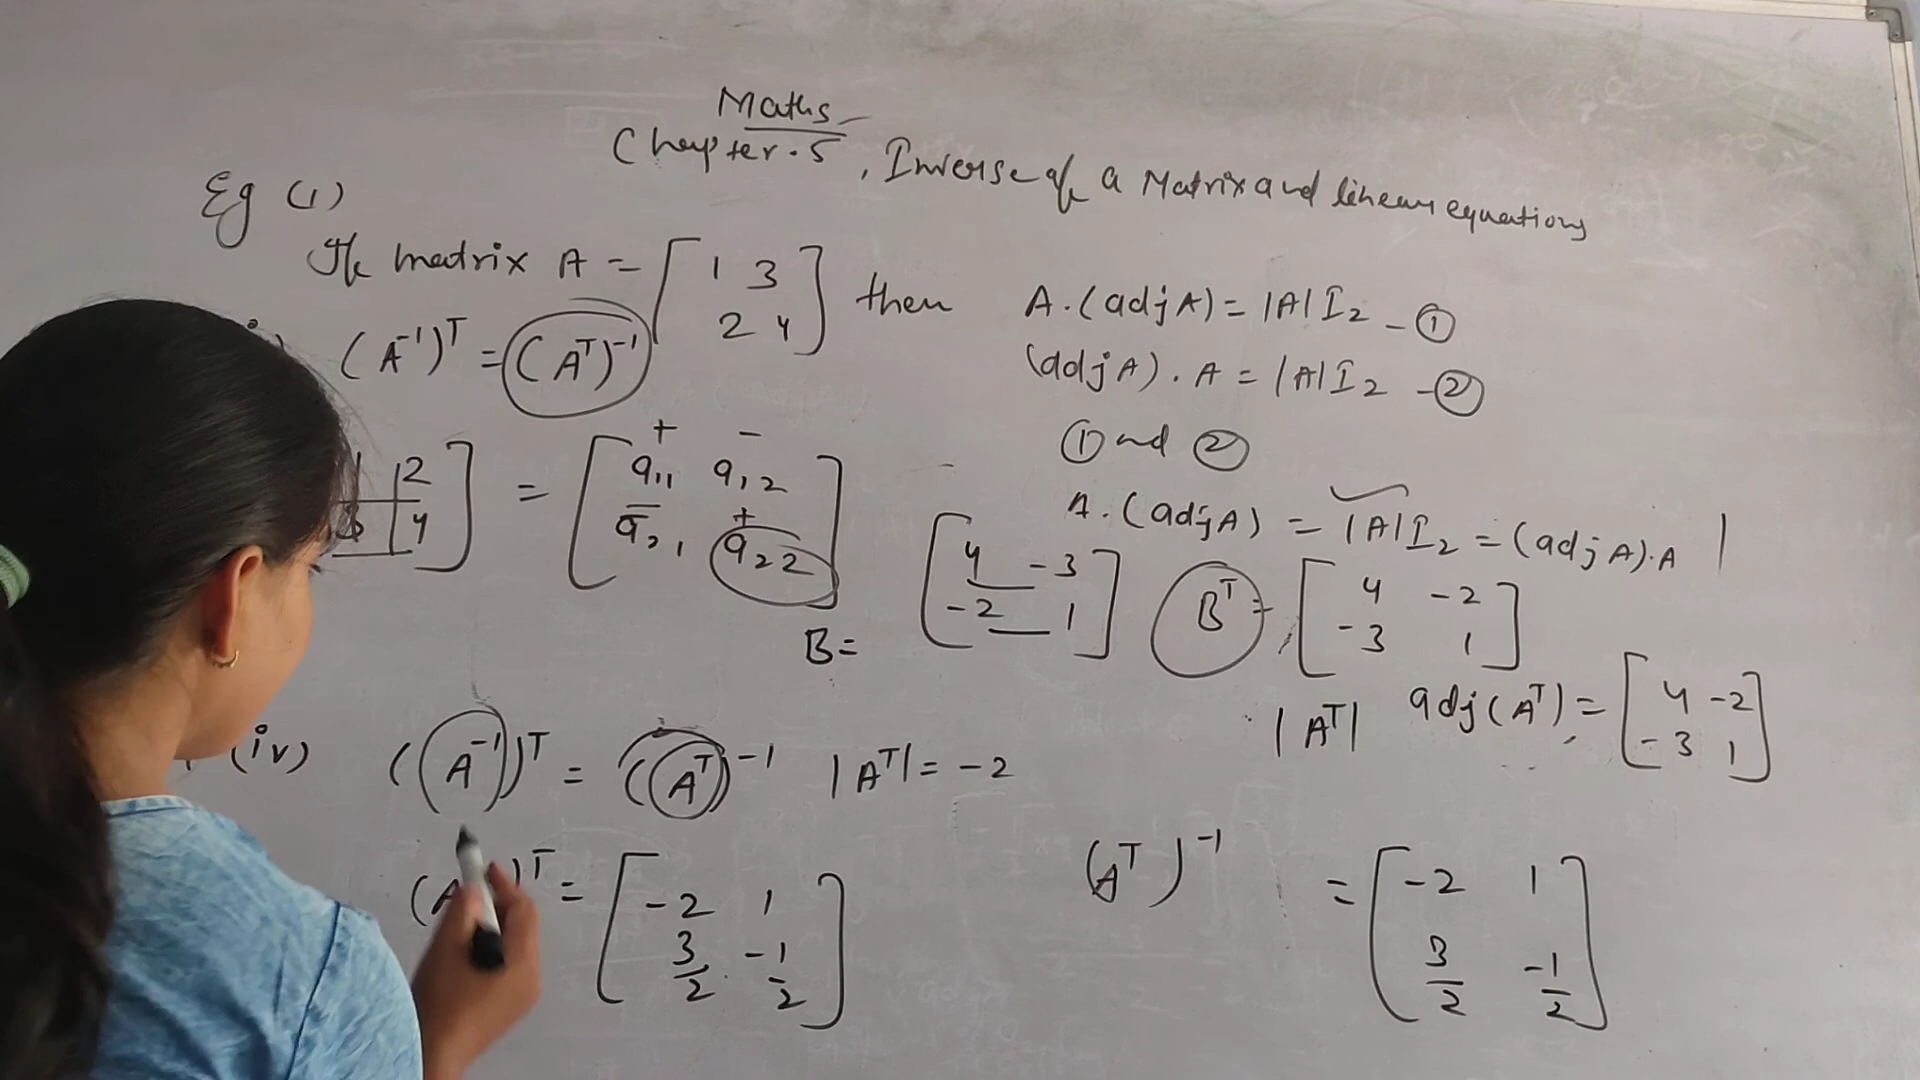 Maths
Chapter.5, Inverse of a Matrix and linear equations
Eg (1)
If matrix A = [1 3
2 4] then
(A⁻¹)ᵀ = (Aᵀ)⁻¹
A.(adj A) = |A|I₂ - ①
(adj A). A = |A|I₂ - ②
① and ②
A.(adj A) = |A|I₂ = (adj A).A
2
4] = [a₁₁ a₁₂
a₂₁ a₂₂]
+ -
- +
B = [4 -3
-2 1]
Bᵀ = [4 -2
-3 1]
|Aᵀ| adj(Aᵀ) = [4 -2
-3 1]
(iv) (A⁻¹)ᵀ = (Aᵀ)⁻¹ |Aᵀ| = -2
(A )ᵀ = [-2 1
3/2 -1/2]
(Aᵀ)⁻¹ = [-2 1
3/2 -1/2]